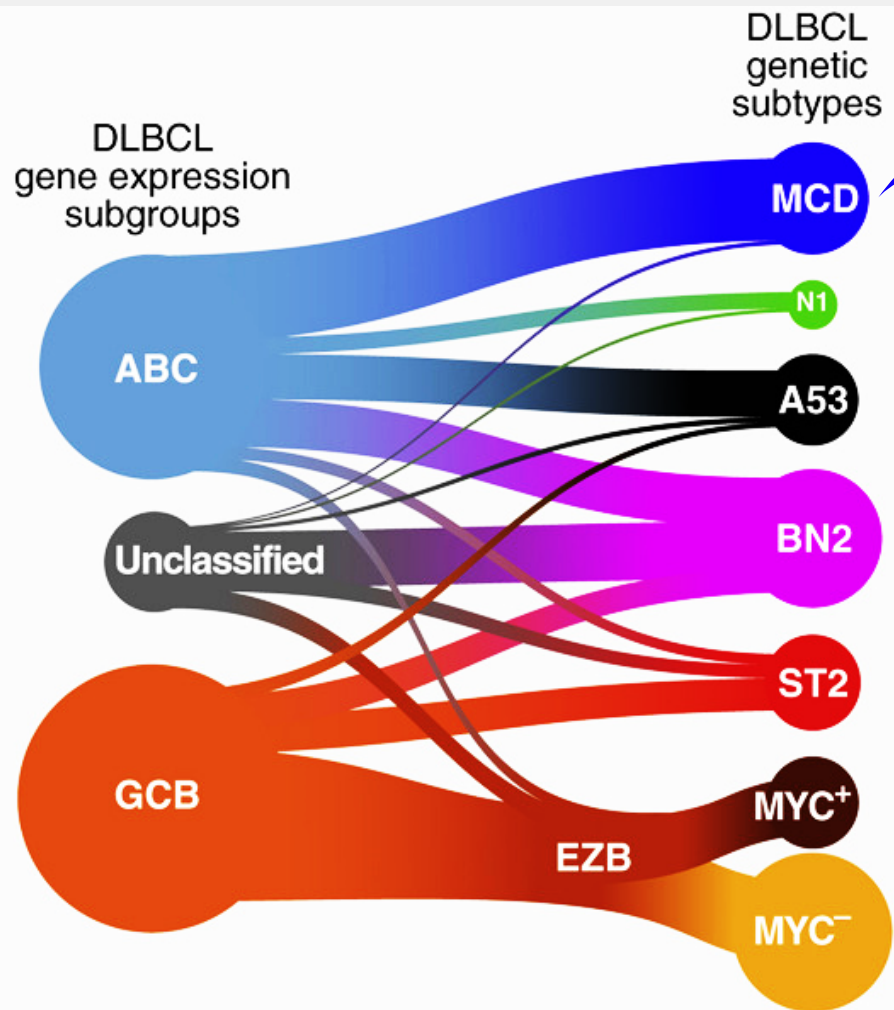 DLBCL
genetic
subtypes
DLBCL
gene expression
subgroups
MCD
N1
ABC
A53
BN2
Unclassified
ST2
GCB
MYC⁺
EZB
MYC⁻